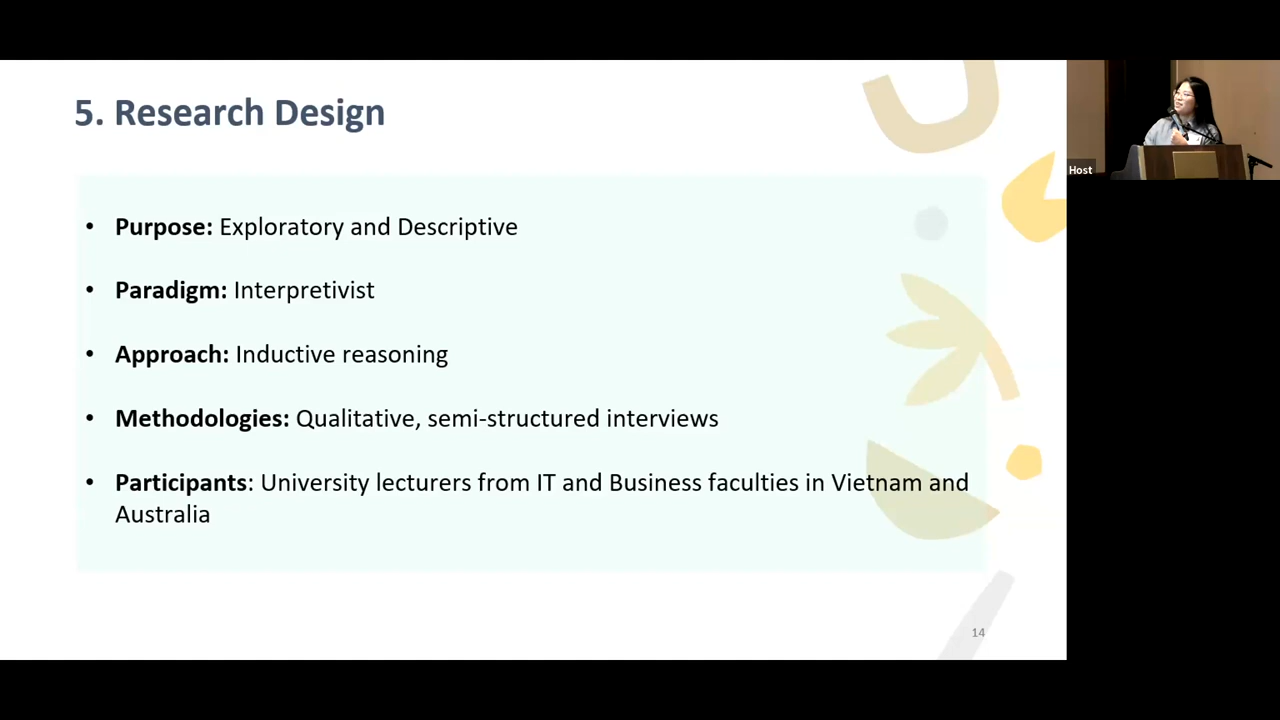 5. Research Design
• Purpose: Exploratory and Descriptive
• Paradigm: Interpretivist
• Approach: Inductive reasoning
• Methodologies: Qualitative, semi-structured interviews
• Participants: University lecturers from IT and Business faculties in Vietnam and
Australia
14
Host